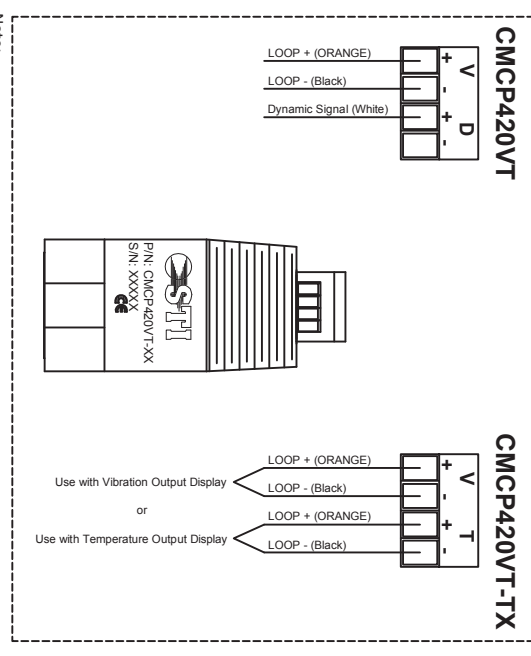 CMCP420VT
+ V - + D -
LOOP + (ORANGE)
LOOP - (Black)
Dynamic Signal (White)
STI
P/N: CMCP420VT-XX
S/N: XXXXX
CE
CMCP420VT-TX
+ V - + T -
LOOP + (ORANGE)
LOOP - (Black)
LOOP + (ORANGE)
LOOP - (Black)
Use with Vibration Output Display
or
Use with Temperature Output Display